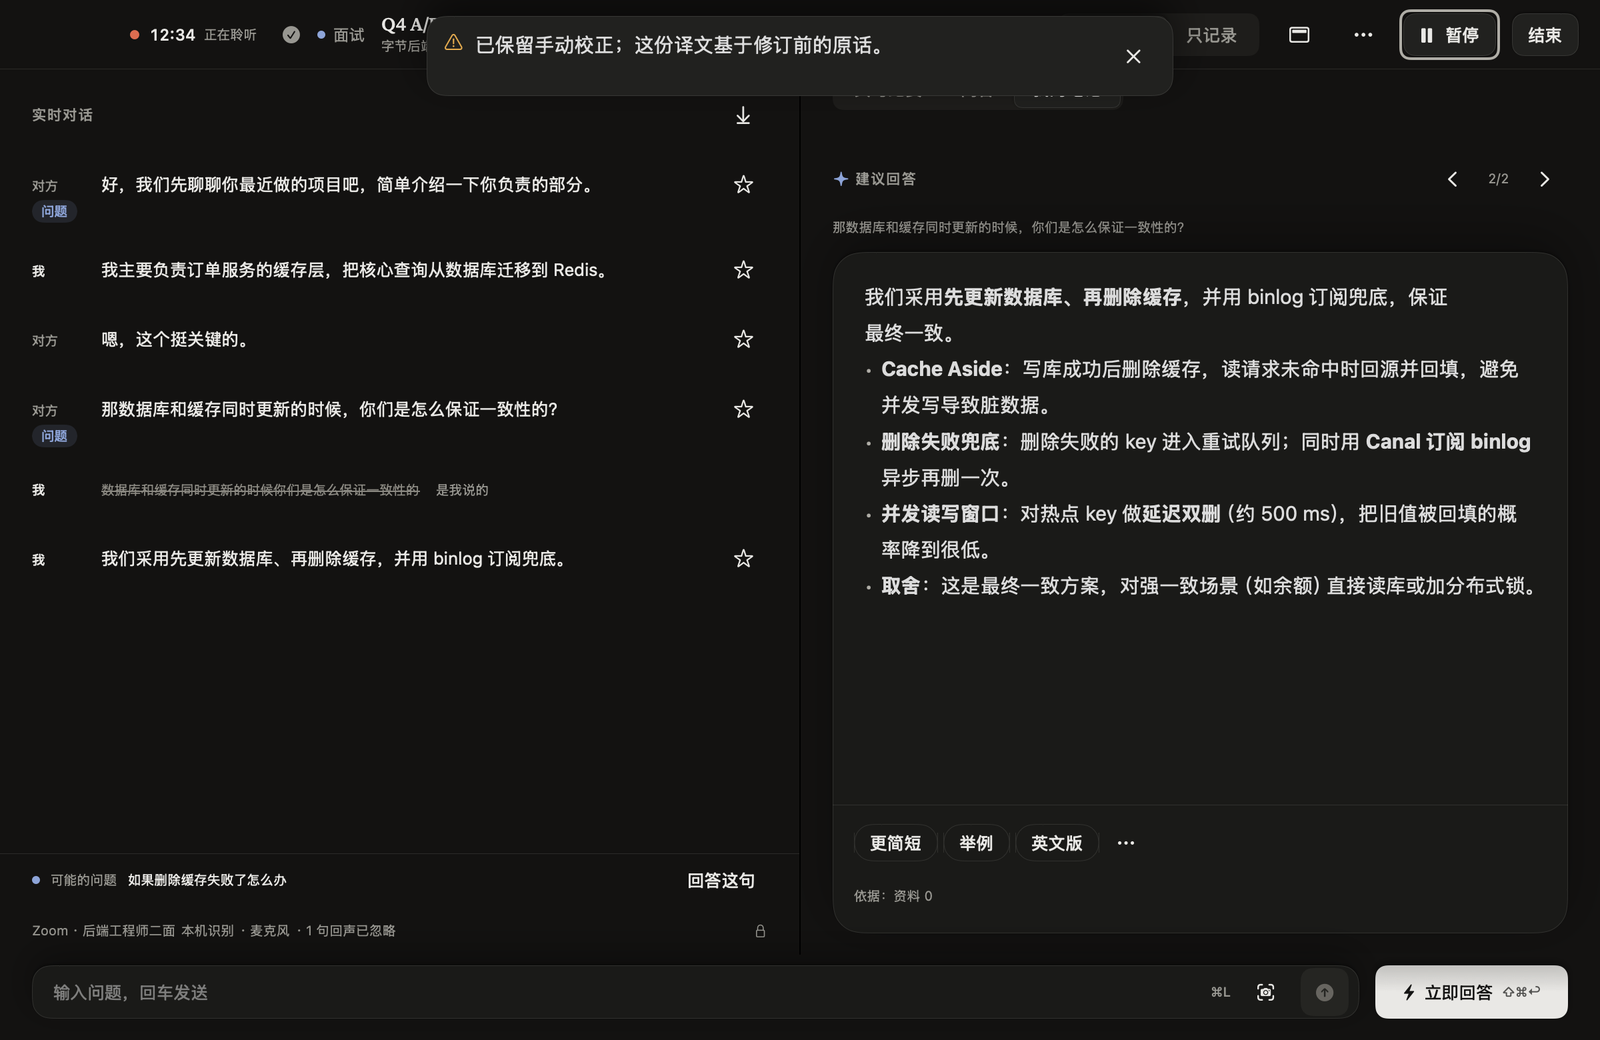 12:34 正在聆听 面试 Q4 A/
字节后端
已保留手动校正；这份译文基于修订前的原话。
只记录
暂停
结束
实时对话
对方
问题
好，我们先聊聊你最近做的项目吧，简单介绍一下你负责的部分。
我
我主要负责订单服务的缓存层，把核心查询从数据库迁移到 Redis。
对方
嗯，这个挺关键的。
对方
问题
那数据库和缓存同时更新的时候，你们是怎么保证一致性的？
我
数据库和缓存同时更新的时候你们是怎么保证一致性的 是我说的
我
我们采用先更新数据库、再删除缓存，并用 binlog 订阅兜底。
可能的问题 如果删除缓存失败了怎么办
回答这句
Zoom · 后端工程师二面 本机识别 · 麦克风 · 1 句回声已忽略
建议回答
2/2
那数据库和缓存同时更新的时候，你们是怎么保证一致性的？
我们采用先更新数据库、再删除缓存，并用 binlog 订阅兜底，保证
最终一致。
• Cache Aside：写库成功后删除缓存，读请求未命中时回源并回填，避免
并发写导致脏数据。
• 删除失败兜底：删除失败的 key 进入重试队列；同时用 Canal 订阅 binlog
异步再删一次。
• 并发读写窗口：对热点 key 做延迟双删（约 500 ms），把旧值被回填的概
率降到很低。
• 取舍：这是最终一致方案，对强一致场景（如余额）直接读库或加分布式锁。
更简短
举例
英文版
依据：资料 0
输入问题，回车发送
⌘L
立即回答 ⇧⌘↩